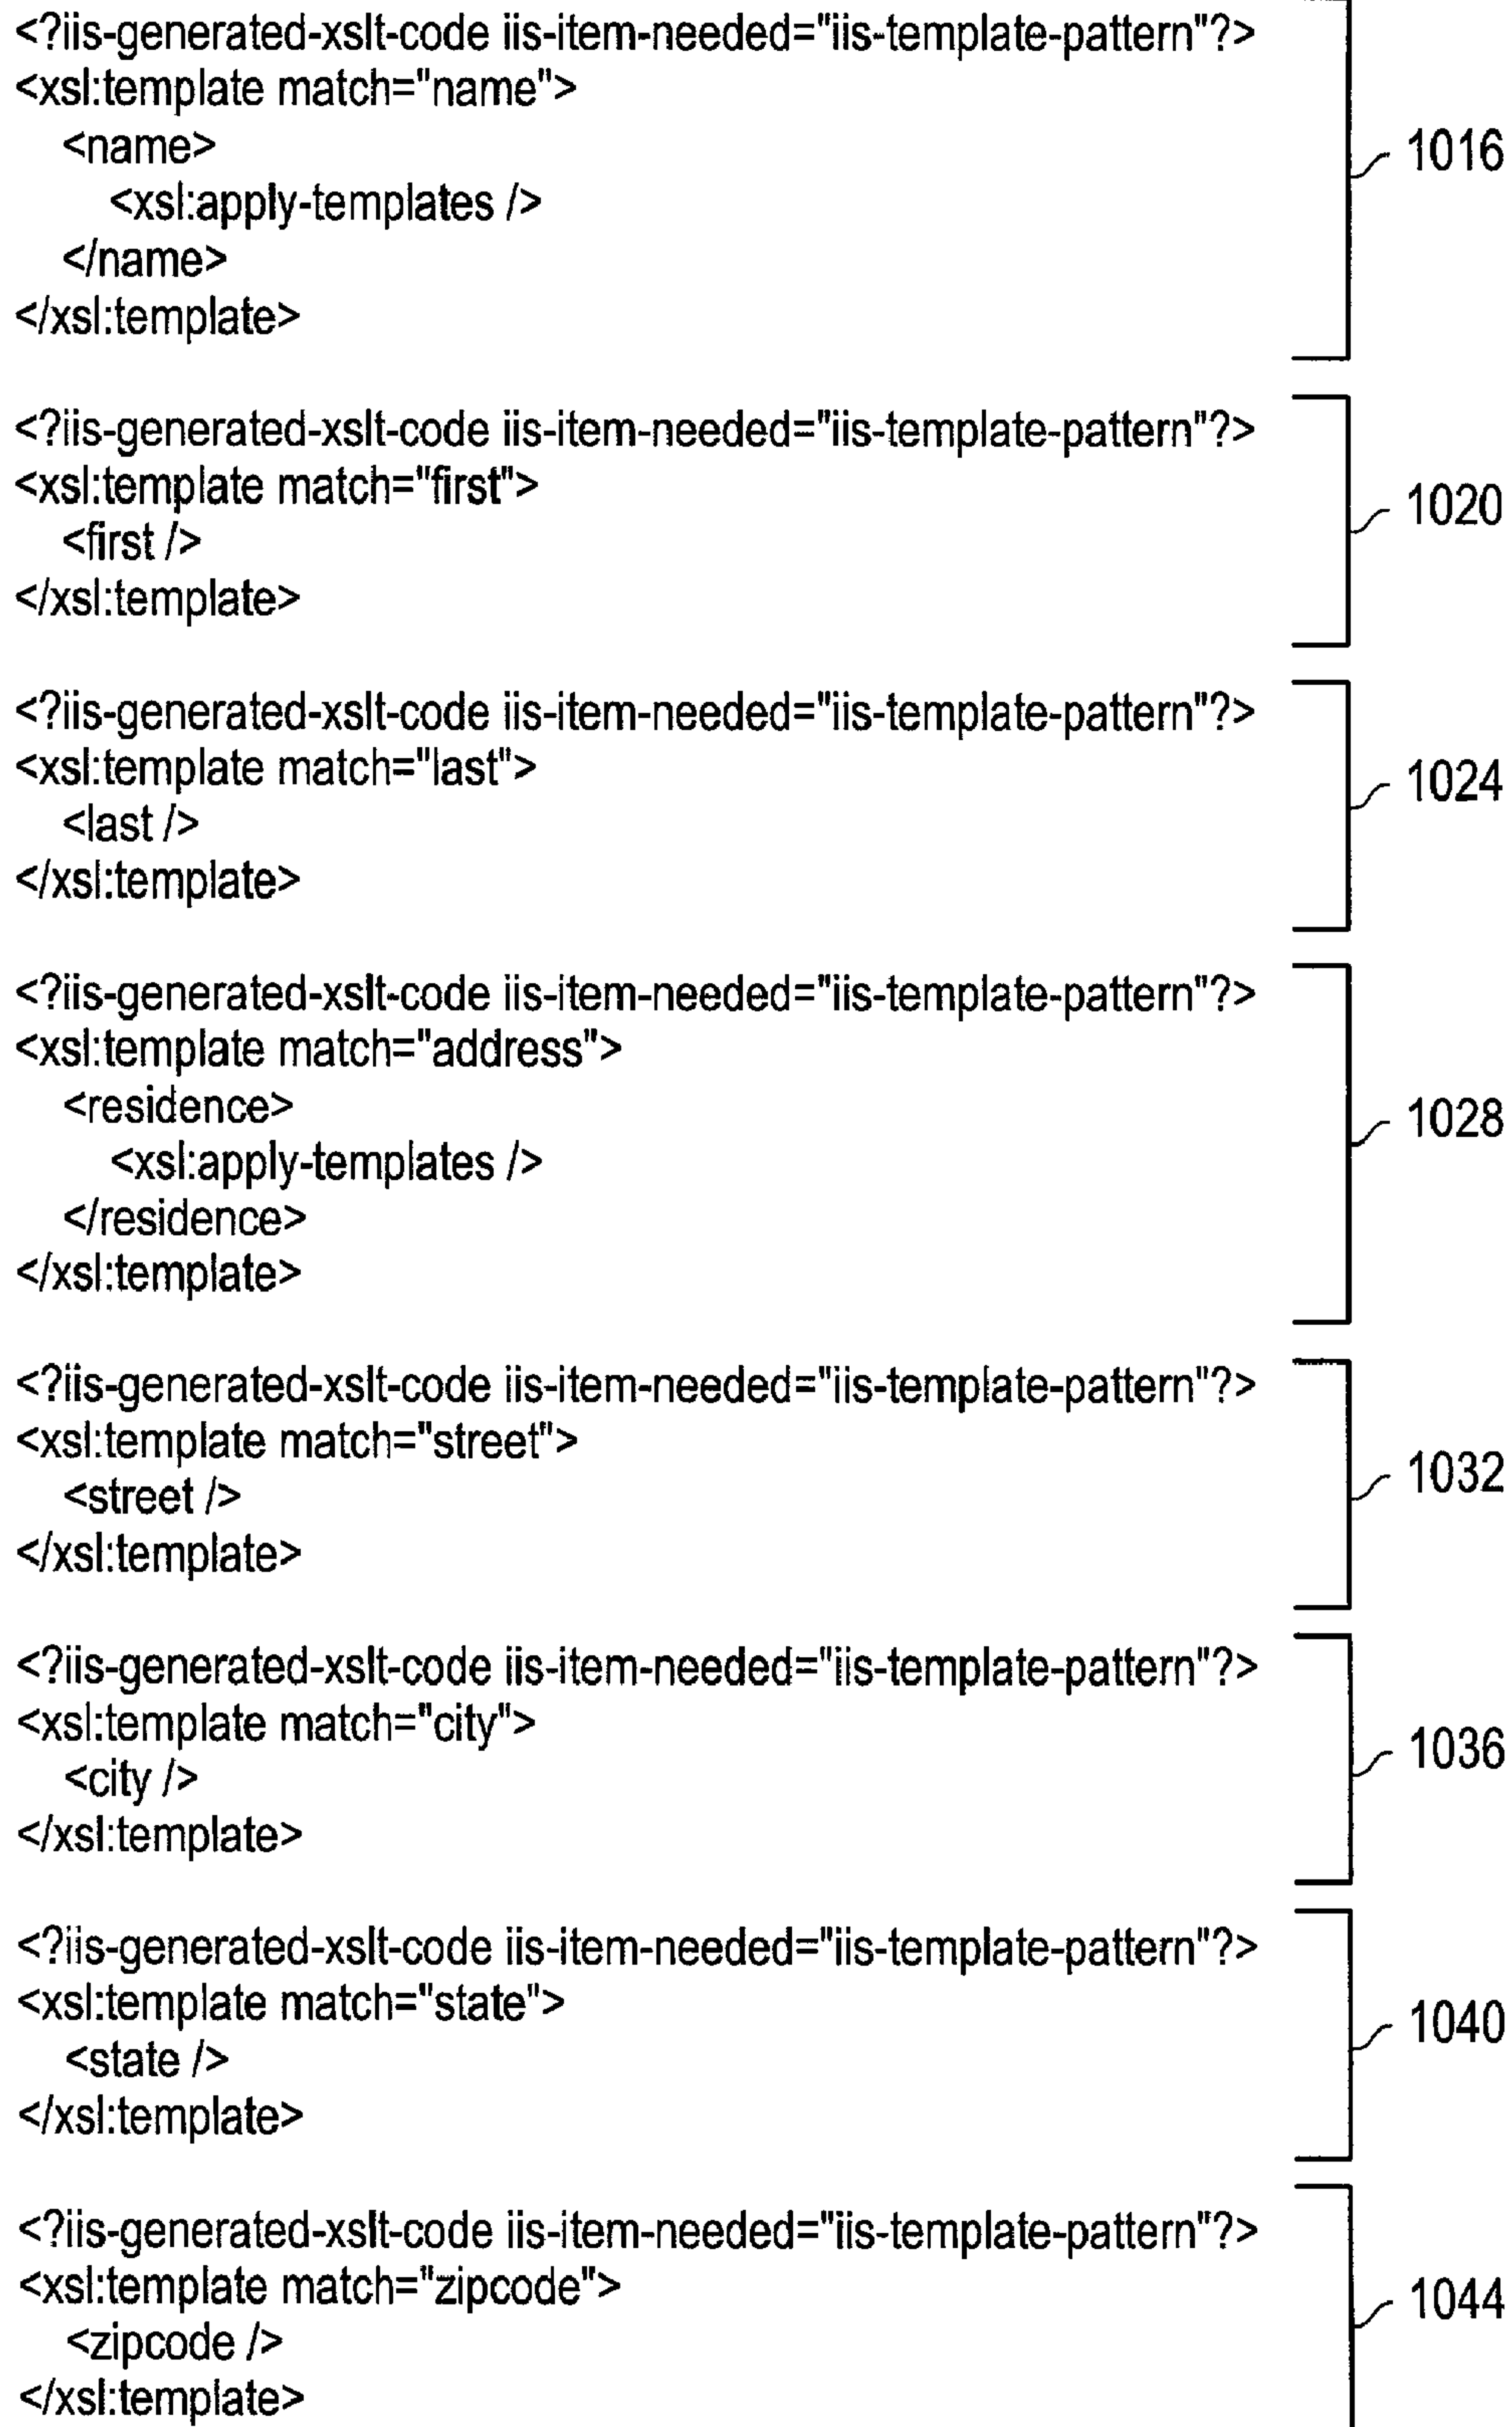 <?iis-generated-xslt-code iis-item-needed="iis-template-pattern"?>
<xsl:template match="name">
<name>
<xsl:apply-templates />
</name>
</xsl:template>
1016
<?iis-generated-xslt-code iis-item-needed="iis-template-pattern"?>
<xsl:template match="first">
<first />
</xsl:template>
1020
<?iis-generated-xslt-code iis-item-needed="iis-template-pattern"?>
<xsl:template match="last">
<last />
</xsl:template>
1024
<?iis-generated-xslt-code iis-item-needed="iis-template-pattern"?>
<xsl:template match="address">
<residence>
<xsl:apply-templates />
</residence>
</xsl:template>
1028
<?iis-generated-xslt-code iis-item-needed="iis-template-pattern"?>
<xsl:template match="street">
<street />
</xsl:template>
1032
<?iis-generated-xslt-code iis-item-needed="iis-template-pattern"?>
<xsl:template match="city">
<city />
</xsl:template>
1036
<?iis-generated-xslt-code iis-item-needed="iis-template-pattern"?>
<xsl:template match="state">
<state />
</xsl:template>
1040
<?iis-generated-xslt-code iis-item-needed="iis-template-pattern"?>
<xsl:template match="zipcode">
<zipcode />
</xsl:template>
1044